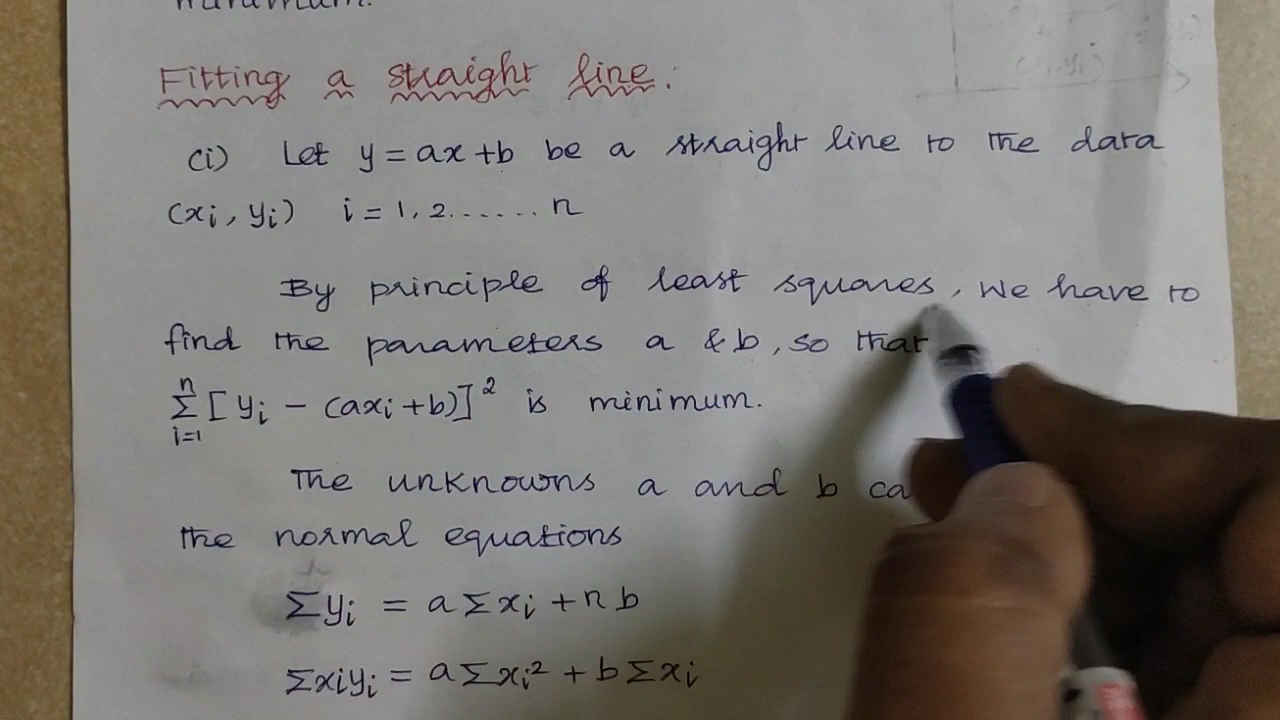 Fitting a straight line:
(i) Let y = ax + b be a straight line to the data
(xi, yi) i = 1, 2...... n
By principle of least squares, we have to
find the parameters a & b, so that
n
Σ [yi - (axi + b)]² is minimum.
i=1
The unknowns a and b
the normal equations
Σyi = aΣxi + nb
Σxiyi = aΣxi² + bΣxi